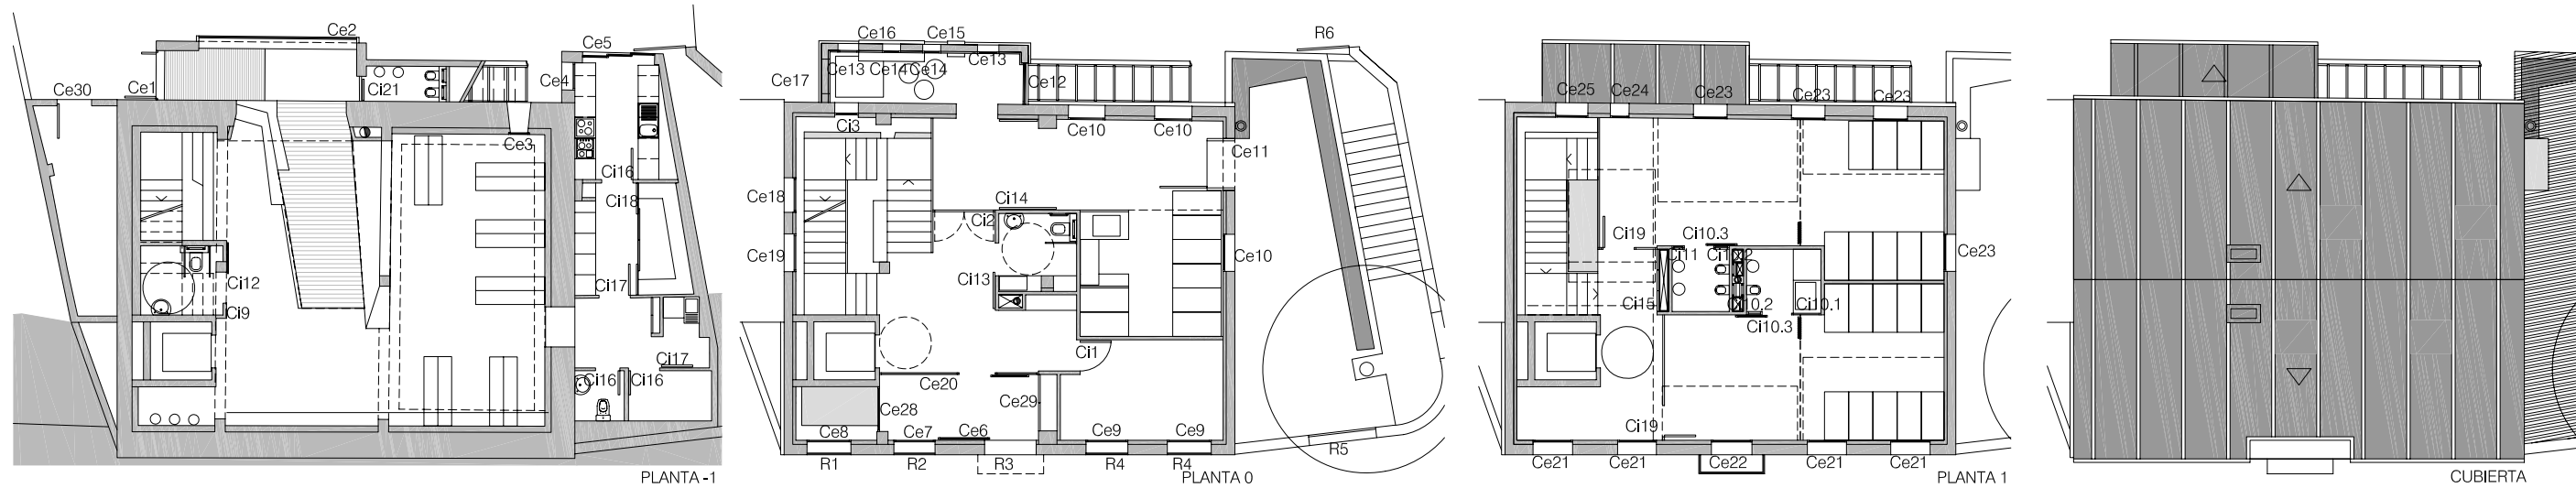 Ce2
Ce5
Ce30
Ce1
Ci21
Ce4
Ce3
Ci16
Ci18
Ci12
Ci17
Ci9
Ci17
Ci16
Ci16
PLANTA -1
Ce16
Ce15
R6
Ce13
Ce17
Ce13
Ce14
Ce14
Ce12
Ci3
Ce10
Ce10
Ce11
Ce18
Ci14
Ci2
Ce19
Ce10
Ci13
Ci1
Ce20
Ce28
Ce29
Ce8
Ce7
Ce6
Ce9
Ce9
R5
R1
R2
R3
R4
R4
PLANTA 0
Ce25
Ce24
Ce23
Ce23
Ce23
Ci19
Ci10.3
Ce23
Ci15
Ci10.1
Ci10.3
Ci19
Ce21
Ce21
Ce22
Ce21
Ce21
PLANTA 1
CUBIERTA